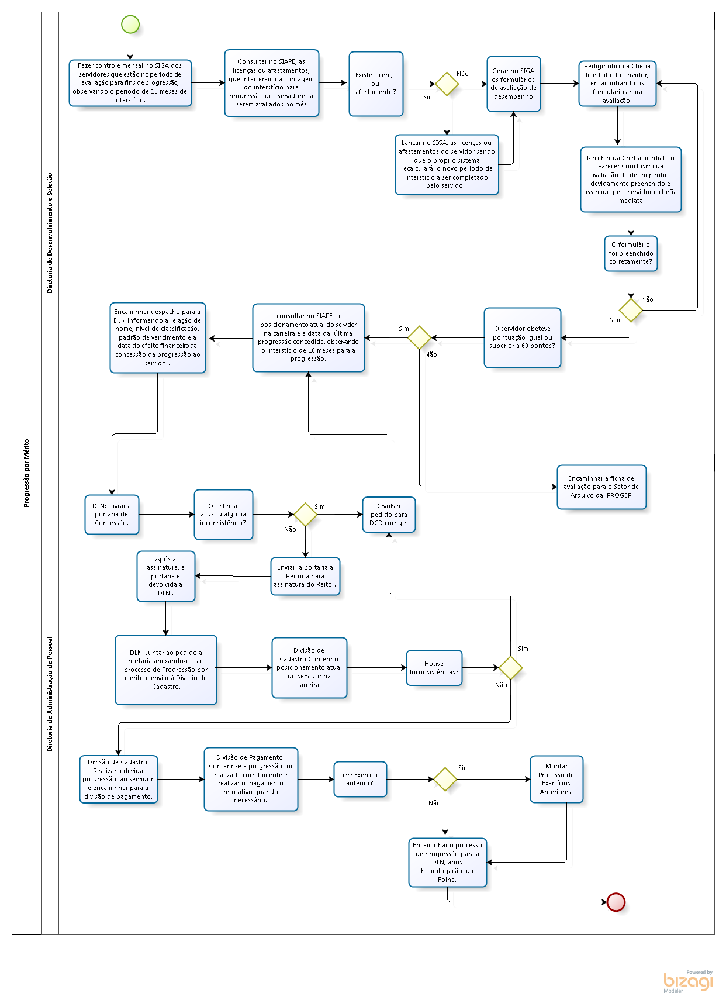 Progressão por Mérito
Diretoria de Desenvolvimento e Seleção
Fazer controle mensal no SIGA dos
servidores que estão no período de
avaliação para fins de progressão,
observando o período de 18 meses de
interstício.
Consultar no SIAPE, as
licenças ou afastamentos,
que interferem na contagem
do interstício para
progressão dos servidores a
serem avaliados no mês
Existe Licença
ou
afastamento?
Não
Sim
Gerar no SIGA
os formulários
de avaliação de
desempenho
Redigir oficio á Chefia
Imediata do servidor,
encaminhando os
formulários para
avaliacão.
Lançar no SIGA, as licenças ou
afastamentos do servidor sendo
que o próprio sistema
recalculará o novo período de
interstício a ser completado
pelo servidor.
Receber da Chefia Imediata o
Parecer Conclusivo da
avaliação de desempenho,
devidamente preenchido e
assinado pelo servidor e chefia
imediata
O formulário
foi preenchido
corretamente?
Não
Sim
O servidor obeteve
pontuação igual ou
superior a 60 pontos?
Sim
Não
consultar no SIAPE, o
posicionamento atual do servidor
na carreira e a data da última
progressão concedida, observando
o interstício de 18 meses para a
progressão.
Encaminhar despacho para a
DLN informando a relação de
nome, nível de classificação,
padrão de vencimento e a
data do efeito financeiro da
concessão da progressão ao
servidor.
Diretoria de Administração de Pessoal
Encaminhar a ficha de
avaliação para o Setor de
Arquivo da PROGEP.
DLN: Lavrar a
portaria de
Concessão.
O sistema
acusou alguma
inconsistência?
Sim
Não
Devolver
pedido para
DCD corrigir.
Enviar a portaria à
Reitoria para
assinatura do Reitor.
Após a
assinatura, a
portaria é
devolvida a
DLN .
DLN: Juntar ao pedido a
portaria anexando-os ao
processo de Progressão por
mérito e enviar à Divisão de
Cadastro.
Divisão de
Cadastro:Conferir o
posicionamento atual
do servidor na
carreira.
Houve
Inconsistências?
Sim
Não
Divisão de Cadastro:
Realizar a devida
progressão ao servidor
e encaminhar para a
divisão de pagamento.
Divisão de Pagamento:
Conferir se a progressão foi
realizada corretamente e
realizar o pagamento
retroativo quando
necessário.
Teve Exercício
anterior?
Sim
Não
Montar
Processo de
Exercícios
Anteriores.
Encaminhar o processo
de progressão para a
DLN, após
homologação da
Folha.
Powered by
bizagi
Modeler